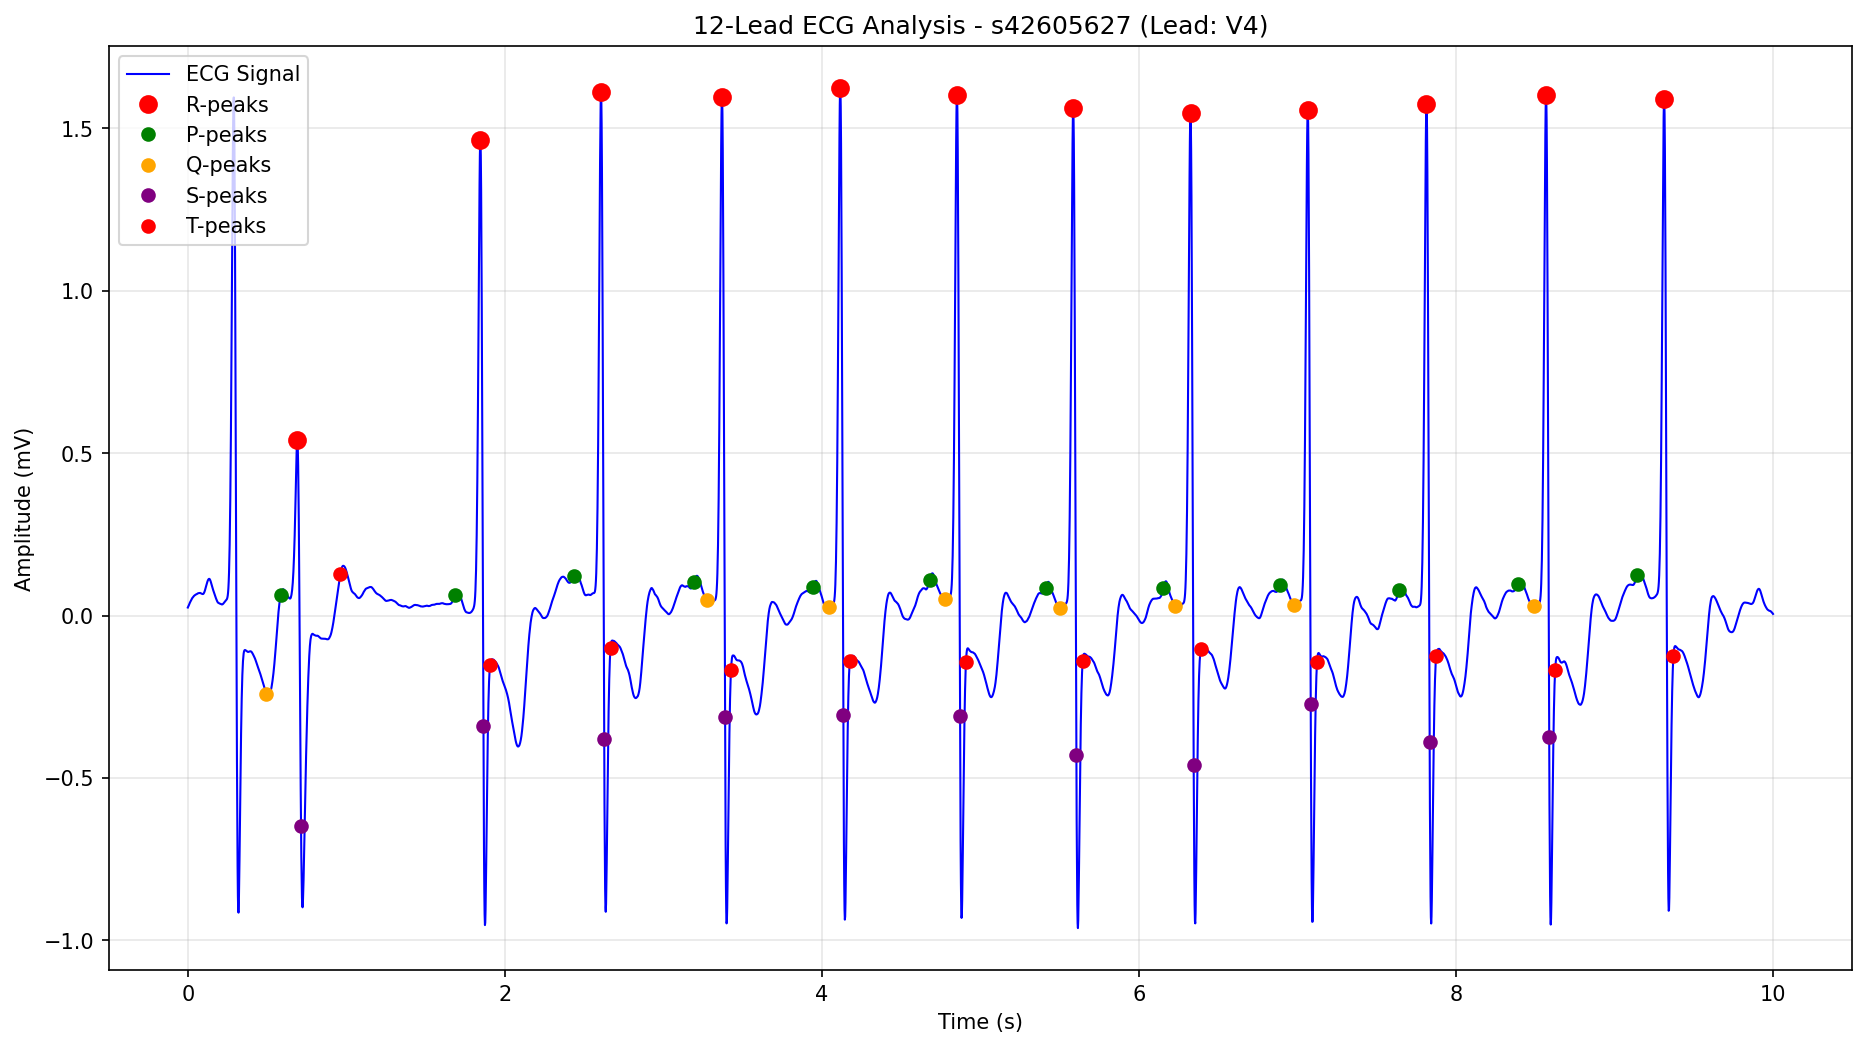 12-Lead ECG Analysis - s42605627 (Lead: V4)
ECG Signal
R-peaks
P-peaks
Q-peaks
S-peaks
T-peaks
Amplitude (mV)
1.5
1.0
0.5
0.0
−0.5
−1.0
0 2 4 6 8 10
Time (s)